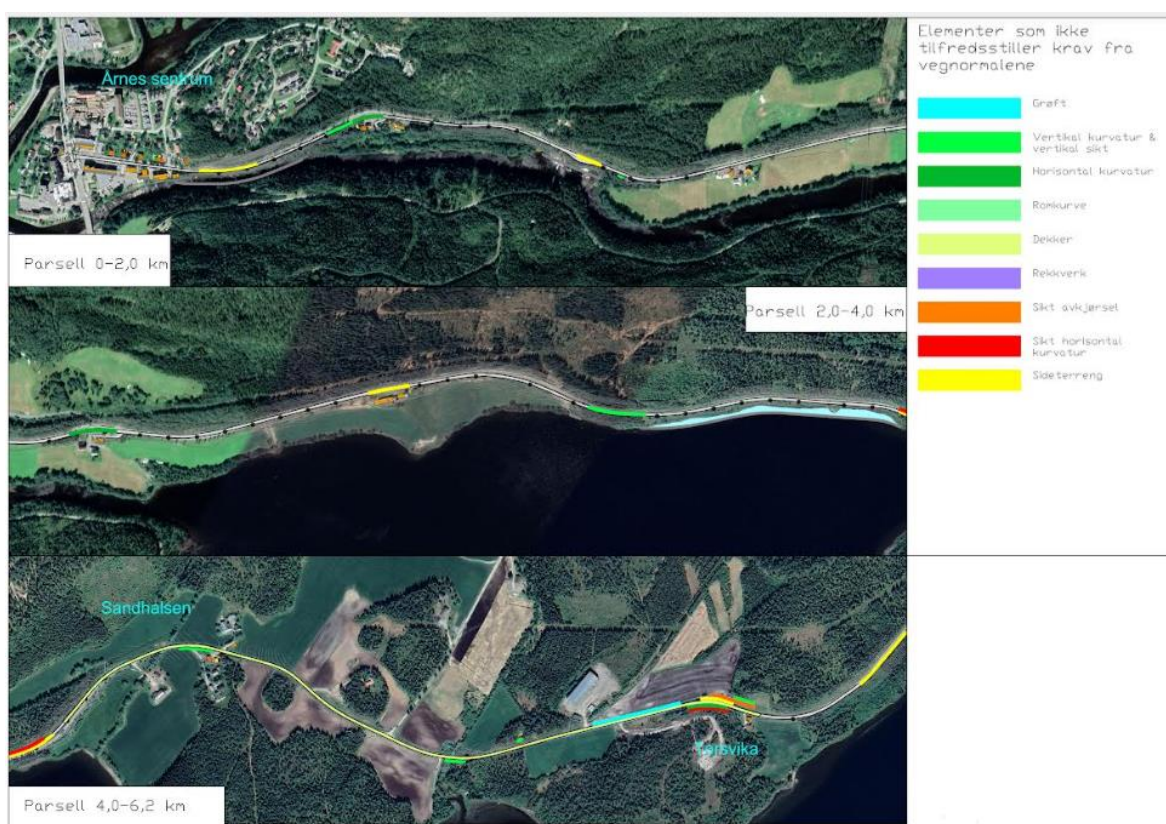 Årnes sentrum
Parsell 0-2,0 km
Parsell 2,0-4,0 km
Sandhalsen
Torsvika
Parsell 4,0-6,2 km
Elementer som ikke
tilfredsstiller krav fra
vegnormalene
Grøft
Vertikal kurvatur &
vertikal sikt
Horisontal kurvatur
Romkurve
Dekker
Rekkverk
Sikt avkjørsel
Sikt horisontal
kurvatur
Sideterreng